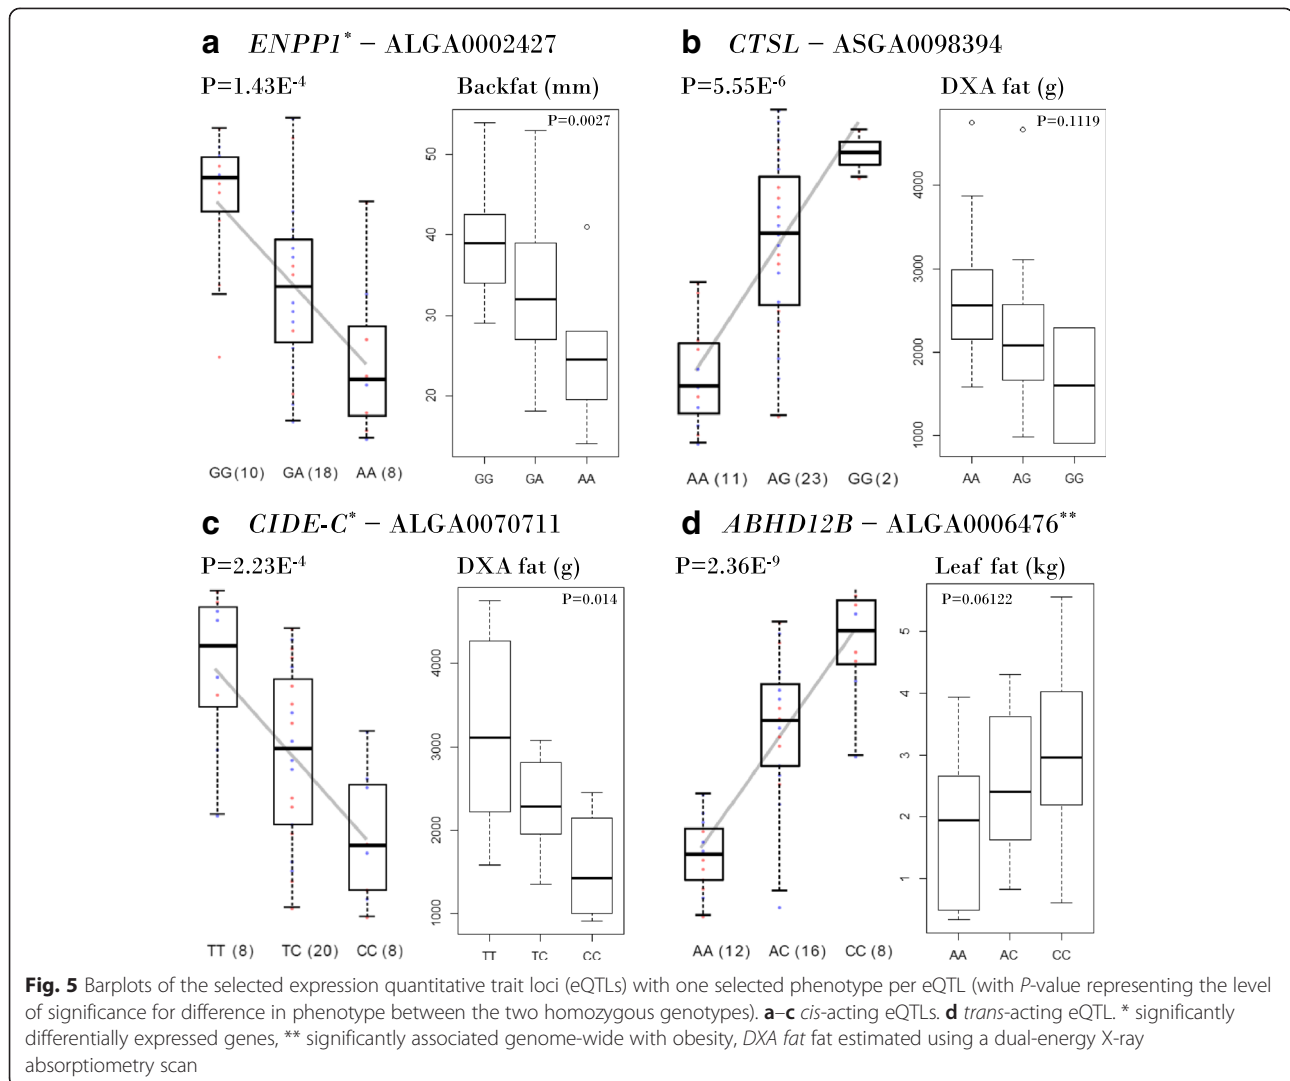 a ENPP1* – ALGA0002427
P=1.43E-4
Backfat (mm)
P=0.0027
50
40
30
20
GG (10) GA (18) AA (8)
GG GA AA
b CTSL – ASGA0098394
P=5.55E-6
DXA fat (g)
P=0.1119
4000
3000
2000
1000
AA (11) AG (23) GG (2)
AA AG GG
c CIDE-C* – ALGA0070711
P=2.23E-4
DXA fat (g)
P=0.014
4000
3000
2000
1000
TT (8) TC (20) CC (8)
TT TC CC
d ABHD12B – ALGA0006476**
P=2.36E-9
Leaf fat (kg)
P=0.06122
5
4
3
2
1
AA (12) AC (16) CC (8)
AA AC CC
Fig. 5 Barplots of the selected expression quantitative trait loci (eQTLs) with one selected phenotype per eQTL (with P-value representing the level
of significance for difference in phenotype between the two homozygous genotypes). a–c cis-acting eQTLs. d trans-acting eQTL. * significantly
differentially expressed genes, ** significantly associated genome-wide with obesity, DXA fat fat estimated using a dual-energy X-ray
absorptiometry scan